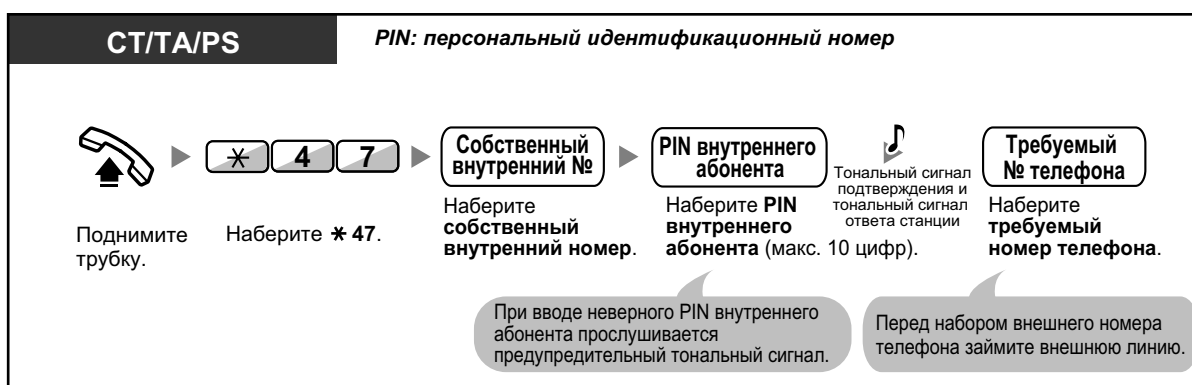 CT/TA/PS
PIN: персональный идентификационный номер
✳ 4 7
Собственный
внутренний №
PIN внутреннего
абонента
Тональный сигнал
подтверждения и
тональный сигнал
ответа станции
Требуемый
№ телефона
Поднимите
трубку.
Наберите ✳ 47.
Наберите
собственный
внутренний номер.
Наберите PIN
внутреннего
абонента (макс. 10 цифр).
Наберите
требуемый
номер телефона.
При вводе неверного PIN внутреннего
абонента прослушивается
предупредительный тональный сигнал.
Перед набором внешнего номера
телефона займите внешнюю линию.